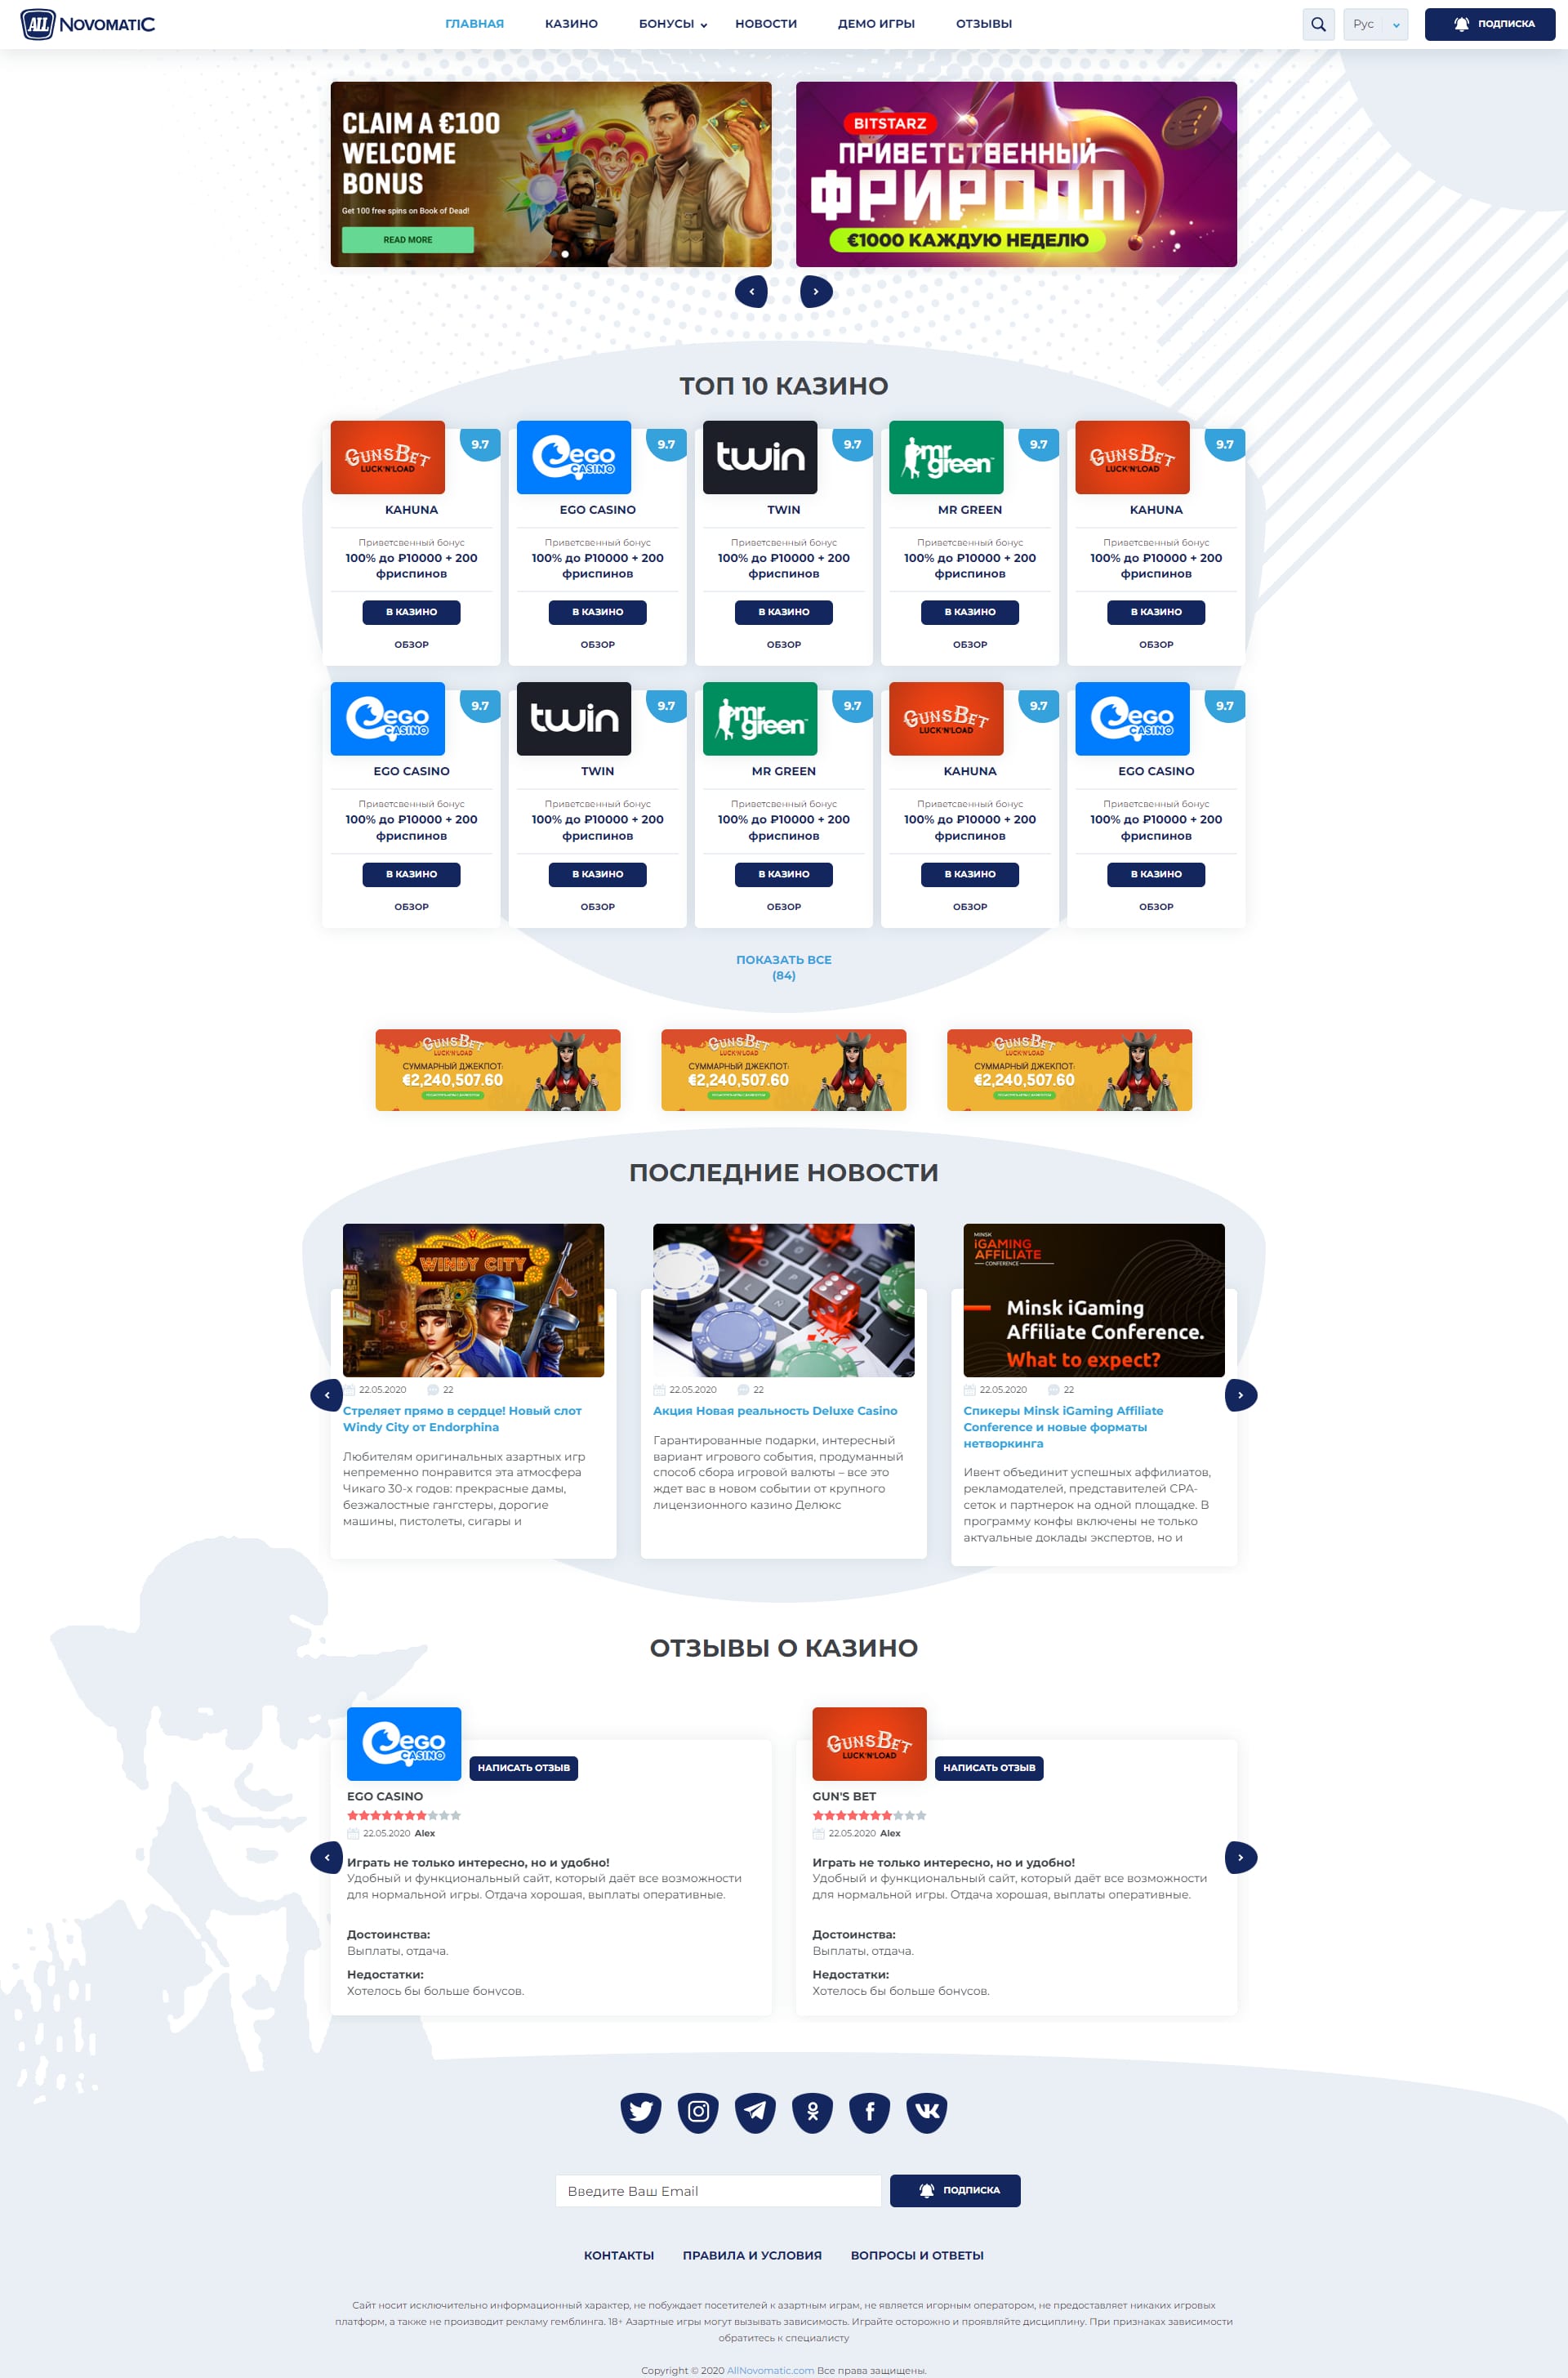 ALL NOVOMATIC
ГЛАВНАЯ
КАЗИНО
БОНУСЫ
НОВОСТИ
ДЕМО ИГРЫ
ОТЗЫВЫ
Рус
ПОДПИСКА
CLAIM A €100
WELCOME
BONUS
Get 100 free spins on Book of Dead!
READ MORE
BITSTARZ
ПРИВЕТСТВЕННЫЙ
ФРИРОЛЛ
€1000 КАЖДУЮ НЕДЕЛЮ
ТОП 10 КАЗИНО
GUNSBET
LUCK'N'LOAD
9.7
ego
CASINO
9.7
twin
9.7
mr
green
9.7
GUNSBET
LUCK'N'LOAD
9.7
KAHUNA
EGO CASINO
TWIN
MR GREEN
KAHUNA
Приветсвенный бонус
Приветсвенный бонус
Приветсвенный бонус
Приветсвенный бонус
Приветсвенный бонус
100% до ₽10000 + 200
100% до ₽10000 + 200
100% до ₽10000 + 200
100% до ₽10000 + 200
100% до ₽10000 + 200
фриспинов
фриспинов
фриспинов
фриспинов
фриспинов
В КАЗИНО
В КАЗИНО
В КАЗИНО
В КАЗИНО
В КАЗИНО
ОБЗОР
ОБЗОР
ОБЗОР
ОБЗОР
ОБЗОР
ego
CASINO
9.7
twin
9.7
mr
green
9.7
GUNSBET
LUCK'N'LOAD
9.7
ego
CASINO
9.7
EGO CASINO
TWIN
MR GREEN
KAHUNA
EGO CASINO
Приветсвенный бонус
Приветсвенный бонус
Приветсвенный бонус
Приветсвенный бонус
Приветсвенный бонус
100% до ₽10000 + 200
100% до ₽10000 + 200
100% до ₽10000 + 200
100% до ₽10000 + 200
100% до ₽10000 + 200
фриспинов
фриспинов
фриспинов
фриспинов
фриспинов
В КАЗИНО
В КАЗИНО
В КАЗИНО
В КАЗИНО
В КАЗИНО
ОБЗОР
ОБЗОР
ОБЗОР
ОБЗОР
ОБЗОР
ПОКАЗАТЬ ВСЕ
(84)
GUNSBET
LUCK'N'LOAD
СУММАРНЫЙ ДЖЕКПОТ:
€2,240,507.60
GUNSBET
LUCK'N'LOAD
СУММАРНЫЙ ДЖЕКПОТ:
€2,240,507.60
GUNSBET
LUCK'N'LOAD
СУММАРНЫЙ ДЖЕКПОТ:
€2,240,507.60
ПОСЛЕДНИЕ НОВОСТИ
WINDY CITY
22.05.2020 22
Стреляет прямо в сердце! Новый слот
Windy City от Endorphina
Любителям оригинальных азартных игр
непременно понравится эта атмосфера
Чикаго 30-х годов: прекрасные дамы,
безжалостные гангстеры, дорогие
машины, пистолеты, сигары и
22.05.2020 22
Акция Новая реальность Deluxe Casino
Гарантированные подарки, интересный
вариант игрового события, продуманный
способ сбора игровой валюты – все это
ждет вас в новом событии от крупного
лицензионного казино Делюкс
MINSK
iGAMING
AFFILIATE
CONFERENCE
Minsk iGaming
Affiliate Conference.
What to expect?
22.05.2020 22
Спикеры Minsk iGaming Affiliate
Conference и новые форматы
нетворкинга
Ивент объединит успешных аффилиатов,
рекламодателей, представителей CPA-
сеток и партнерок на одной площадке. В
программу конфы включены не только
актуальные доклады экспертов, но и
ОТЗЫВЫ О КАЗИНО
ego
CASINO
НАПИСАТЬ ОТЗЫВ
EGO CASINO
22.05.2020 Alex
Играть не только интересно, но и удобно!
Удобный и функциональный сайт, который даёт все возможности
для нормальной игры. Отдача хорошая, выплаты оперативные.
Достоинства:
Выплаты, отдача.
Недостатки:
Хотелось бы больше бонусов.
GUNSBET
LUCK'N'LOAD
НАПИСАТЬ ОТЗЫВ
GUN'S BET
22.05.2020 Alex
Играть не только интересно, но и удобно!
Удобный и функциональный сайт, который даёт все возможности
для нормальной игры. Отдача хорошая, выплаты оперативные.
Достоинства:
Выплаты, отдача.
Недостатки:
Хотелось бы больше бонусов.
Введите Ваш Email
ПОДПИСКА
КОНТАКТЫ
ПРАВИЛА И УСЛОВИЯ
ВОПРОСЫ И ОТВЕТЫ
Сайт носит исключительно информационный характер, не побуждает посетителей к азартным играм, не является игорным оператором, не предоставляет никаких игровых
платформ, а также не производит рекламу гемблинга. 18+ Азартные игры могут вызывать зависимость. Играйте осторожно и проявляйте дисциплину. При признаках зависимости
обратитесь к специалисту
Copyright © 2020 AllNovomatic.com Все права защищены.